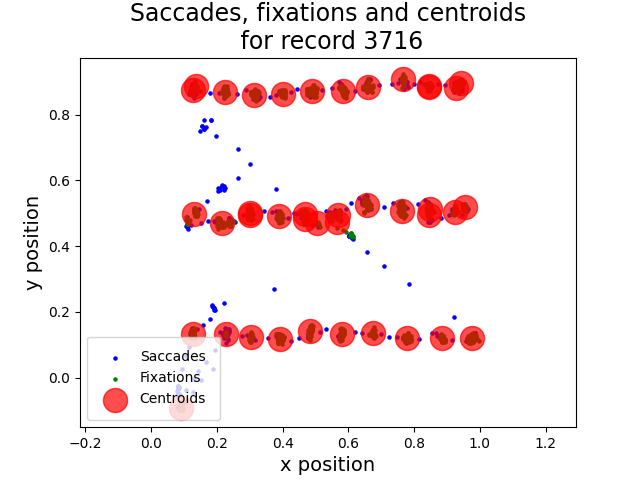 Saccades, fixations and centroids
for record 3716
y position
0.8
0.6
0.4
0.2
0.0
Saccades
Fixations
Centroids
−0.2
0.0
0.2
0.4
0.6
0.8
1.0
1.2
x position